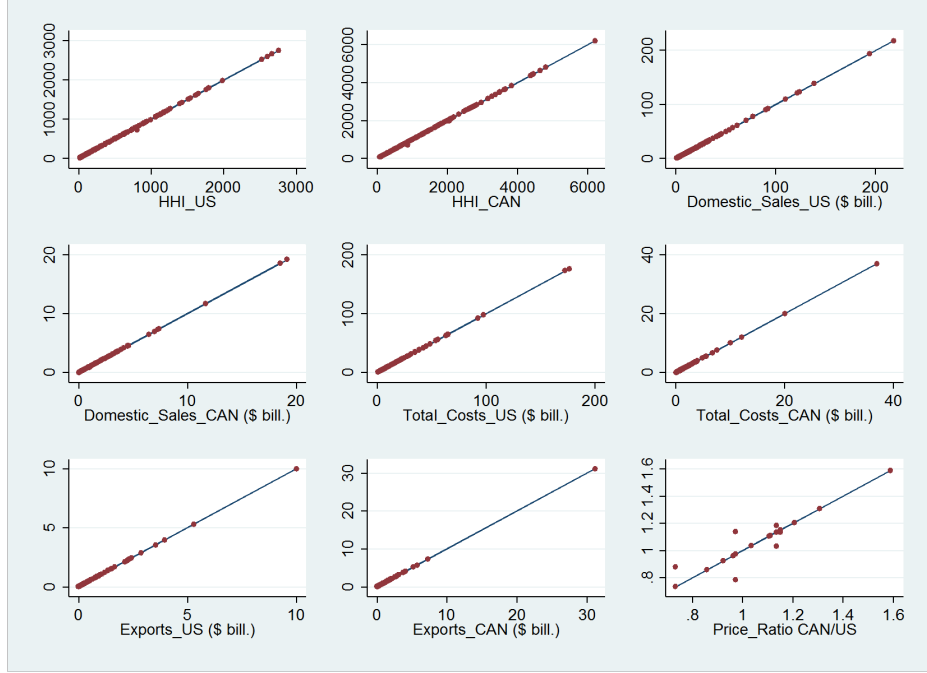 3000
2000
1000
0
0 1000 2000 3000
HHI_US
6000
4000
2000
0
0 2000 4000 6000
HHI_CAN
200
100
0
0 100 200
Domestic_Sales_US ($ bill.)
20
10
0
0 10 20
Domestic_Sales_CAN ($ bill.)
200
100
0
0 100 200
Total_Costs_US ($ bill.)
40
20
0
0 20 40
Total_Costs_CAN ($ bill.)
10
5
0
0 5 10
Exports_US ($ bill.)
30
20
10
0
0 10 20 30
Exports_CAN ($ bill.)
1.6
1.4
1.2
1
.8
.8 1 1.2 1.4 1.6
Price_Ratio CAN/US